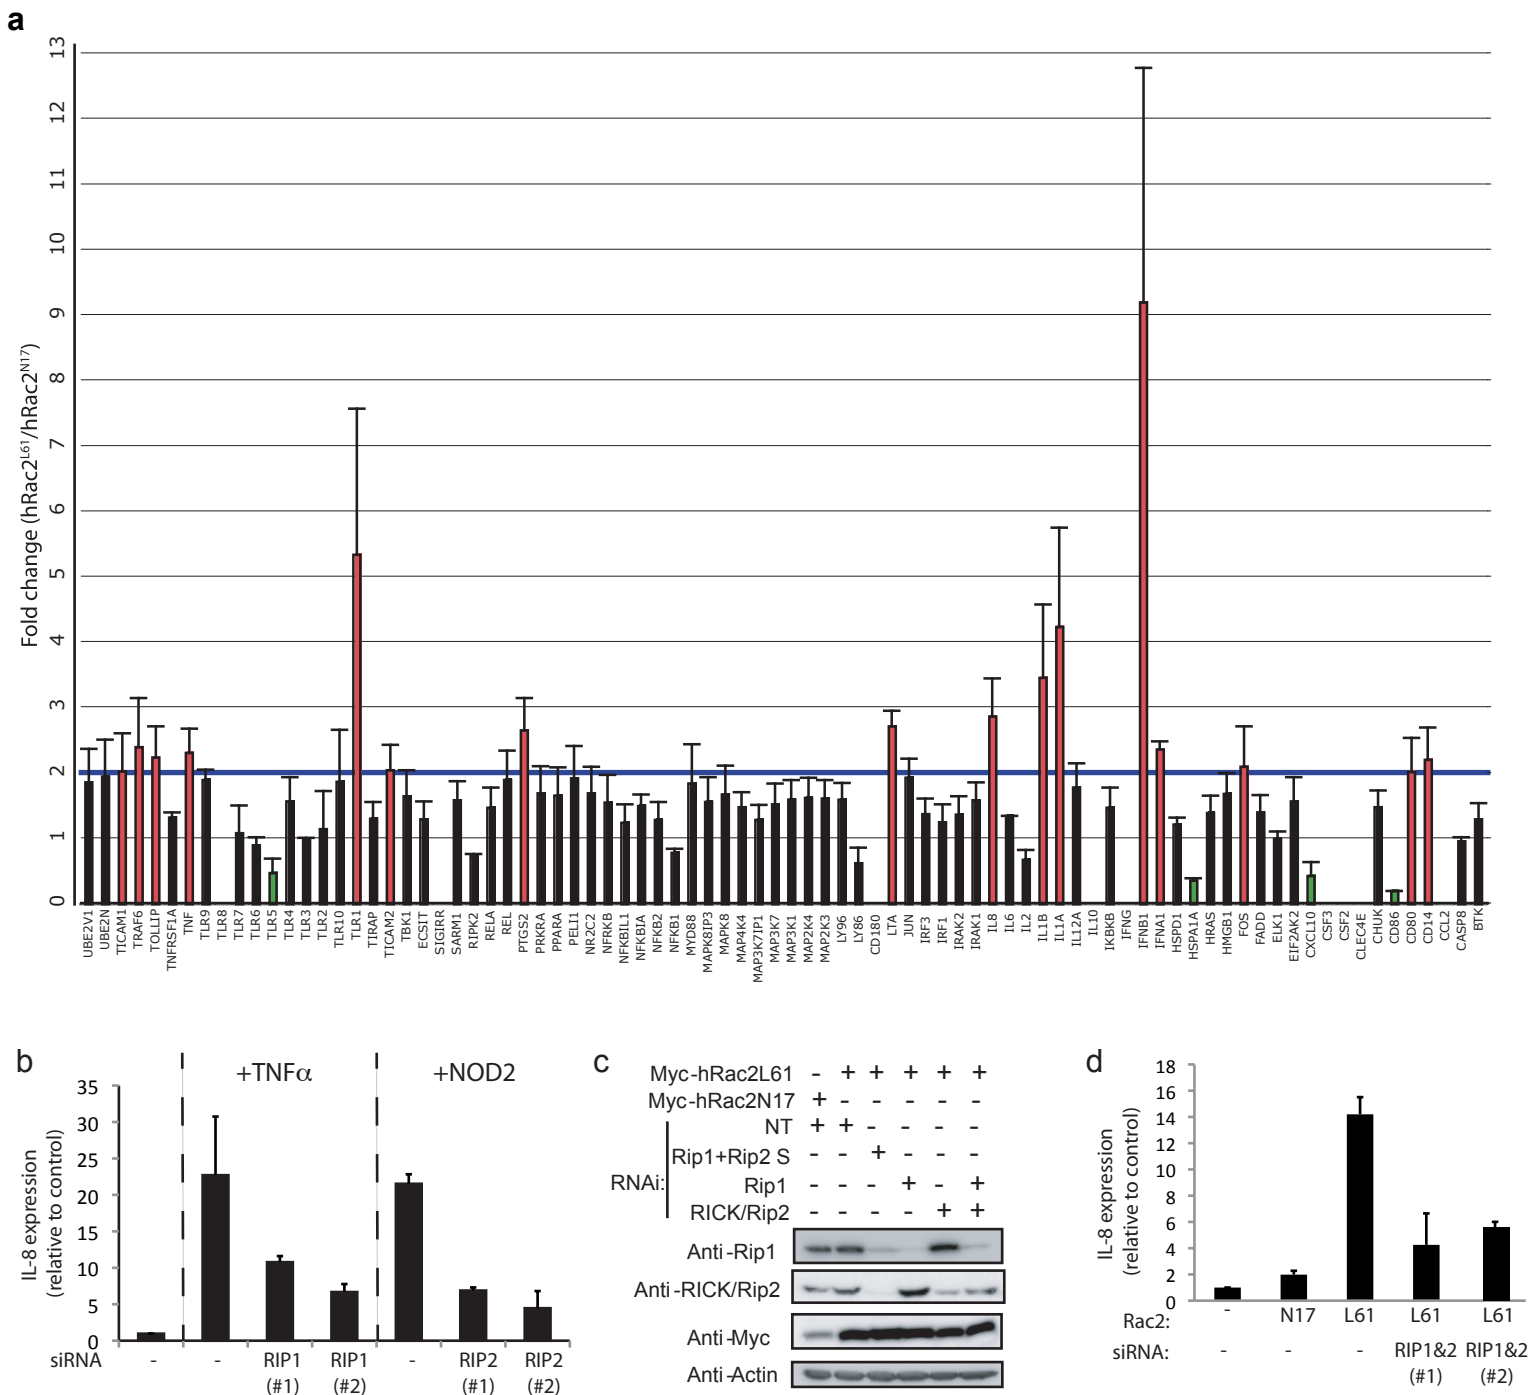 a
Fold change (hRac2L61/hRac2N17)
13
12
11
10
9
8
7
6
5
4
3
2
1
0
UBE2V1
UBE2N
TICAM1
TRAF6
TOLLIP
TNF
TNFRSF1A
TLR9
TLR8
TLR7
TLR6
TLR5
TLR4
TLR3
TLR2
TLR10
TLR1
TIRAP
TICAM2
TBK1
ECSIT
SIGIRR
SARM1
RIPK2
RELA
REL
PTGS2
PRKRA
PPARA
PELI1
NR2C2
NFRKB
NFKBIL1
NFKBIA
NFKB2
NFKB1
MYD88
MAPK8IP3
MAPK8
MAP4K4
MAP3K7IP1
MAP3K7
MAP3K1
MAP2K4
MAP2K3
LY96
LY86
CD180
LTA
JUN
IRF3
IRF1
IRAK2
IRAK1
IL8
IL6
IL2
IL1B
IL1A
IL12A
IL10
IKBKB
IFNG
IFNB1
IFNA1
HSPD1
HSPA1A
HRAS
HMGB1
FOS
FADD
ELK1
EIF2AK2
CXCL10
CSF3
CSF2
CLEC4E
CHUK
CD86
CD80
CD14
CCL2
CASP8
BTK
b
+TNFα +NOD2
IL-8 expression
(relative to control)
35
30
25
20
15
10
5
0
siRNA - - RIP1 RIP1 - RIP2 RIP2
(#1) (#2) (#1) (#2)
c
Myc-hRac2L61 - + + + + +
Myc-hRac2N17 + - - - - -
NT + + - - - -
RNAi:
Rip1+Rip2 S - - + - - -
Rip1 - - - + - +
RICK/Rip2 - - - - + +
Anti-Rip1
Anti-RICK/Rip2
Anti-Myc
Anti-Actin
d
IL-8 expression
(relative to control)
18
16
14
12
10
8
6
4
2
0
Rac2: - N17 L61 L61 L61
siRNA: - - - RIP1&2 RIP1&2
(#1) (#2)